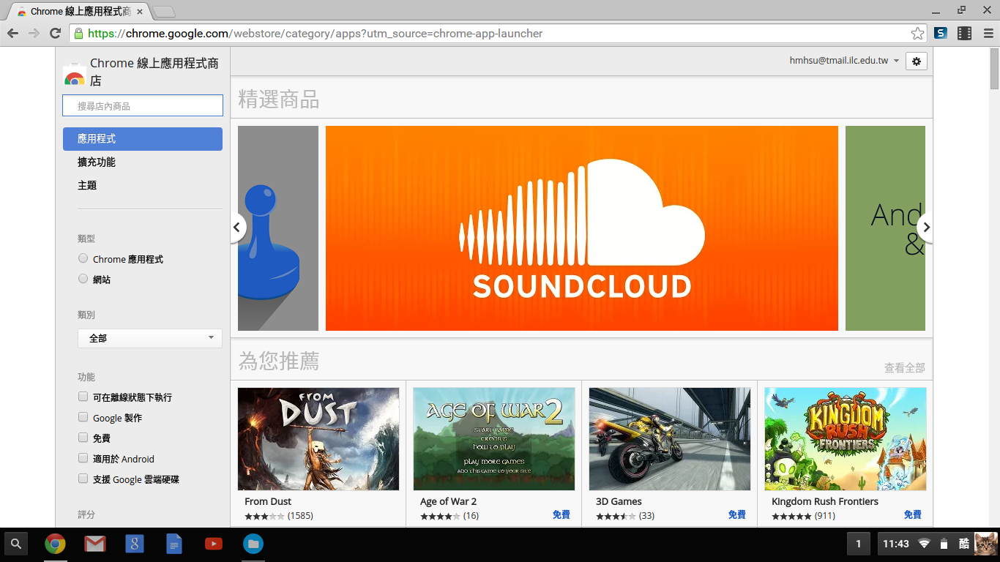 Chrome 線上應用程式商
https://chrome.google.com/webstore/category/apps?utm_source=chrome-app-launcher
S
Chrome 線上應用程式商
店
搜尋店內商品
應用程式
擴充功能
主題
類型
Chrome 應用程式
網站
類別
全部
功能
可在離線狀態下執行
Google 製作
免費
適用於 Android
支援 Google 雲端硬碟
評分
hmhsu@tmail.ilc.edu.tw
精選商品
SOUNDCLOUD
And
&
為您推薦
查看全部
FROM
DUST
From Dust
(1585)
AGE OF WAR 2
START GAME
CREDITS
HOW TO PLAY
PLAY MORE GAMES
ADD THIS GAME TO YOUR SITE
Age of War 2
(16)
免費
3D Games
(33)
免費
KINGDOM
RUSH
FRONTIERS
Kingdom Rush Frontiers
(911)
免費
8
1
11:43
酷